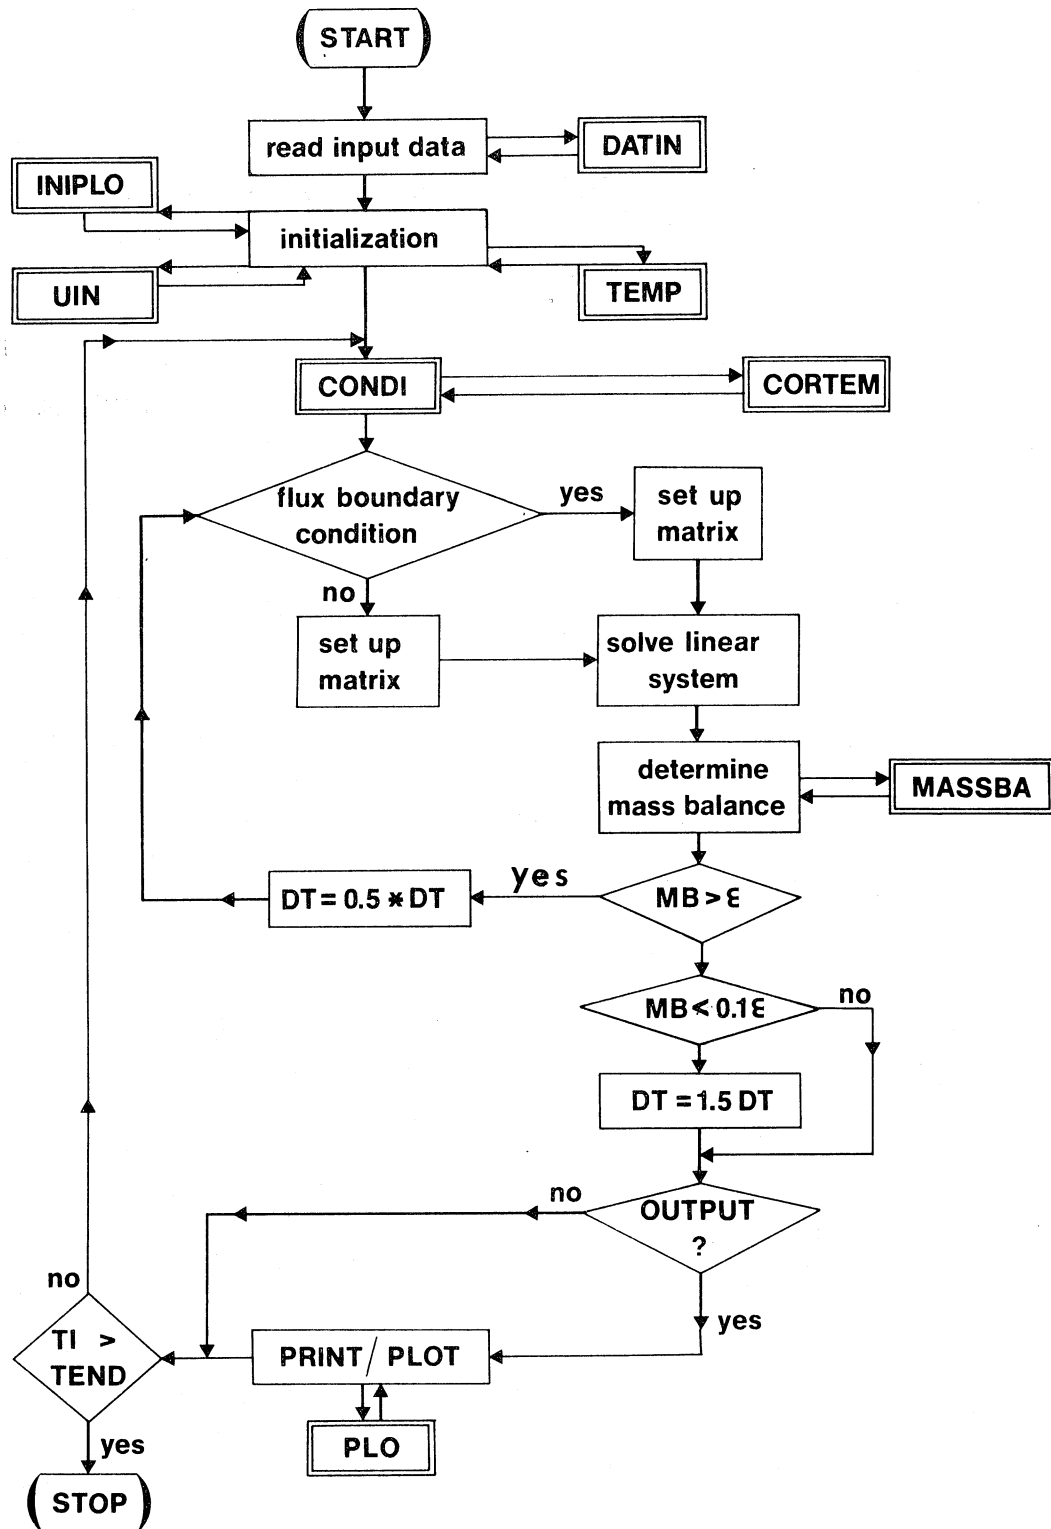 START
read input data
DATIN
INIPLO
initialization
UIN
TEMP
CONDI
CORTEM
flux boundary
condition
yes
set up
matrix
no
set up
matrix
solve linear
system
determine
mass balance
MASSBA
MB > ε
yes
DT = 0.5 * DT
MB < 0.1ε
no
DT = 1.5 DT
OUTPUT
?
no
yes
PRINT / PLOT
PLO
TI >
TEND
no
yes
STOP